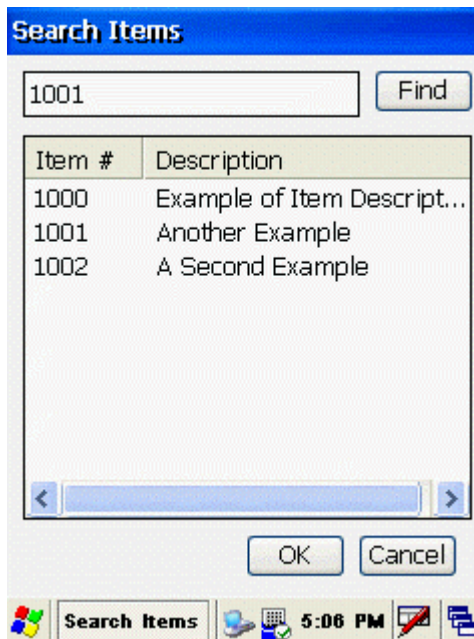 Search Items
1001 Find
Item # Description
1000 Example of Item Descript...
1001 Another Example
1002 A Second Example
OK Cancel
Search Items 5:06 PM